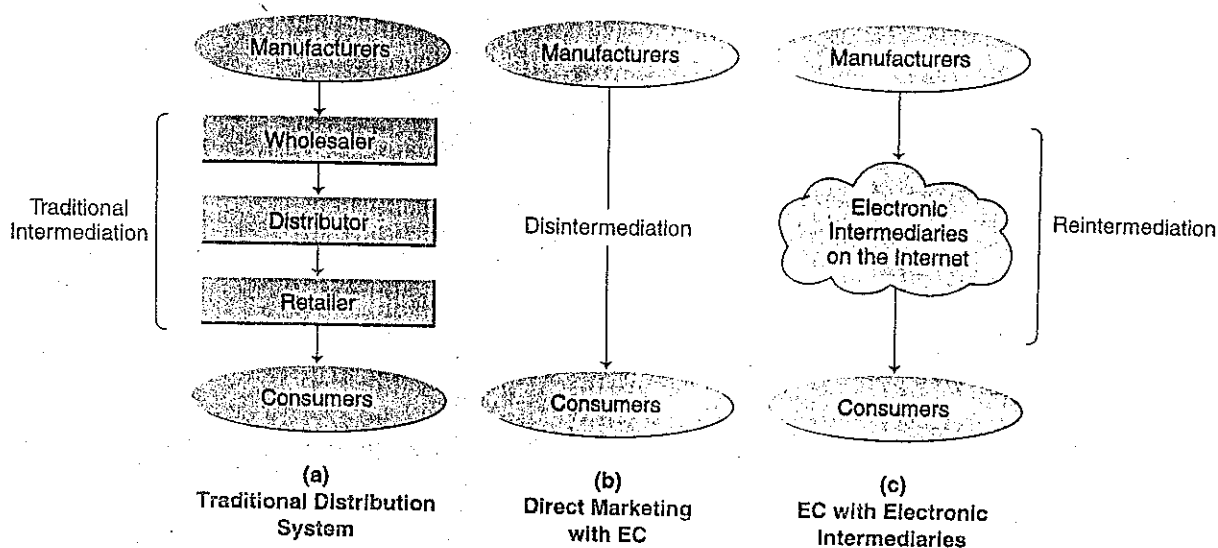 Manufacturers
Wholesaler
Distributor
Retailer
Consumers
Traditional
Intermediation
(a)
Traditional Distribution
System
Manufacturers
Disintermediation
Consumers
(b)
Direct Marketing
with EC
Manufacturers
Electronic
Intermediaries
on the Internet
Consumers
Reintermediation
(c)
EC with Electronic
Intermediaries